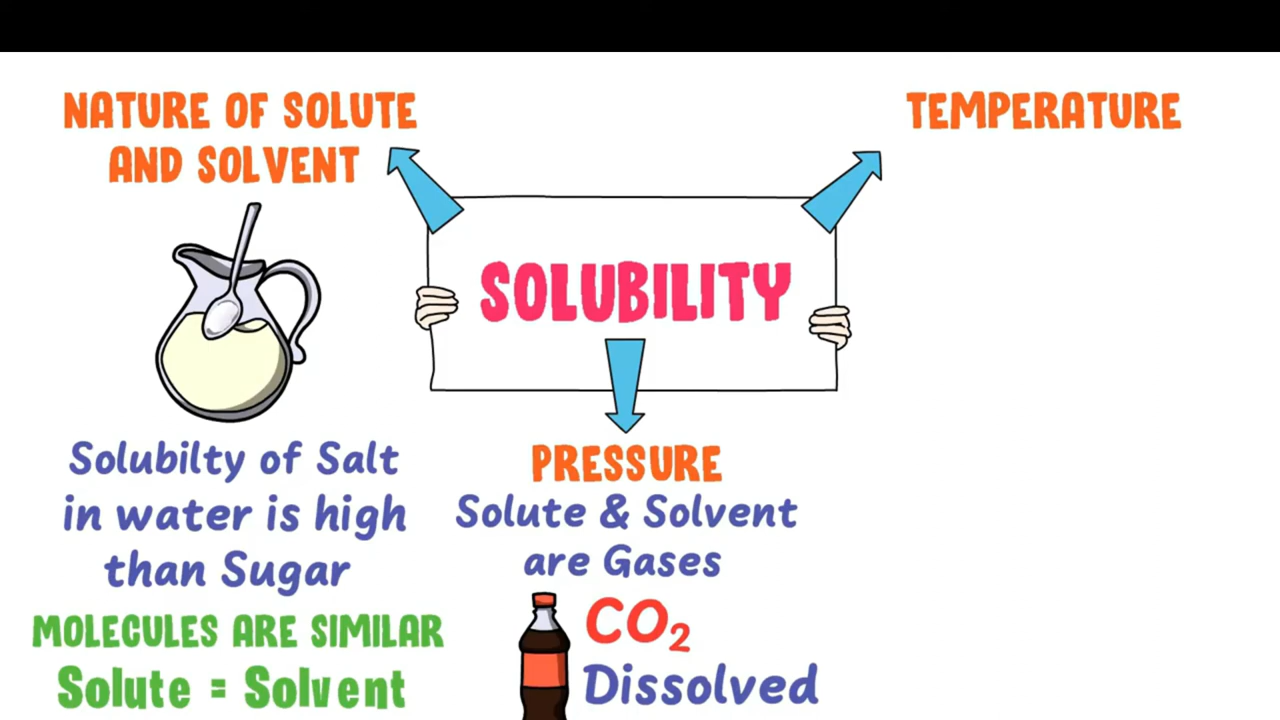 NATURE OF SOLUTE
AND SOLVENT
Solubilty of Salt
in water is high
than Sugar
MOLECULES ARE SIMILAR
Solute = Solvent
SOLUBILITY
PRESSURE
Solute & Solvent
are Gases
CO₂
Dissolved
TEMPERATURE